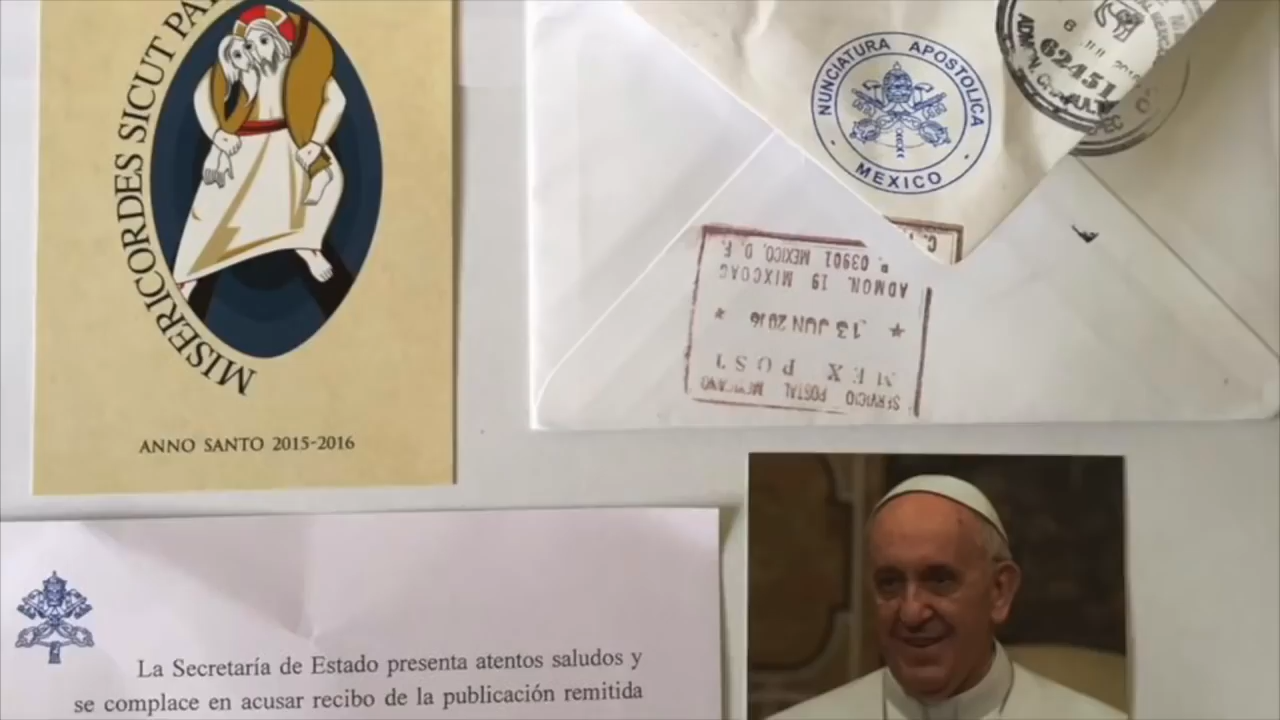 MISERICORDES SICUT PA
ANNO SANTO 2015-2016
NUNCIATURA APOSTOLICA
MEXICO
62451
SERVICIO POSTAL
MEX POST
★ 13 JUN 2016 ★
ADMON. 19 MIXCOAC
03901 MEXICO, D. F.
La Secretaría de Estado presenta atentos saludos y
se complace en acusar recibo de la publicación remitida